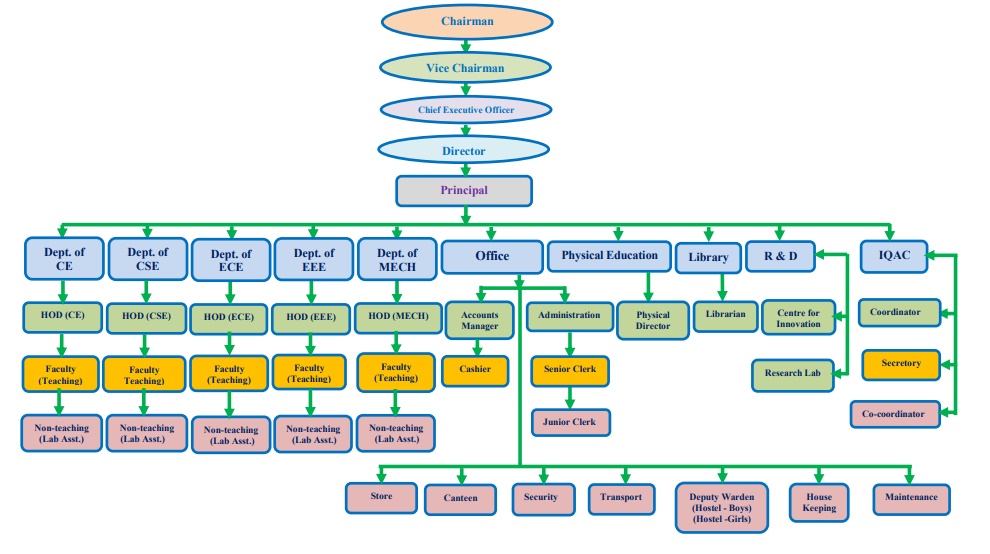 Chairman
Vice Chairman
Chief Executive Officer
Director
Principal
Dept. of
CE
Dept. of
CSE
Dept. of
ECE
Dept. of
EEE
Dept. of
MECH
Office
Physical Education
Library
R & D
IQAC
HOD (CE)
HOD (CSE)
HOD (ECE)
HOD (EEE)
HOD (MECH)
Accounts
Manager
Administration
Physical
Director
Librarian
Centre for
Innovation
Coordinator
Faculty
(Teaching)
Faculty
Teaching)
Faculty
(Teaching)
Faculty
(Teaching)
Faculty
(Teaching)
Cashier
Senior Clerk
Research Lab
Secretory
Non-teaching
(Lab Asst.)
Non-teaching
(Lab Asst.)
Non-teaching
(Lab Asst.)
Non-teaching
(Lab Asst.)
Non-teaching
(Lab Asst.)
Junior Clerk
Co-coordinator
Store
Canteen
Security
Transport
Deputy Warden
(Hostel - Boys)
(Hostel -Girls)
House
Keeping
Maintenance